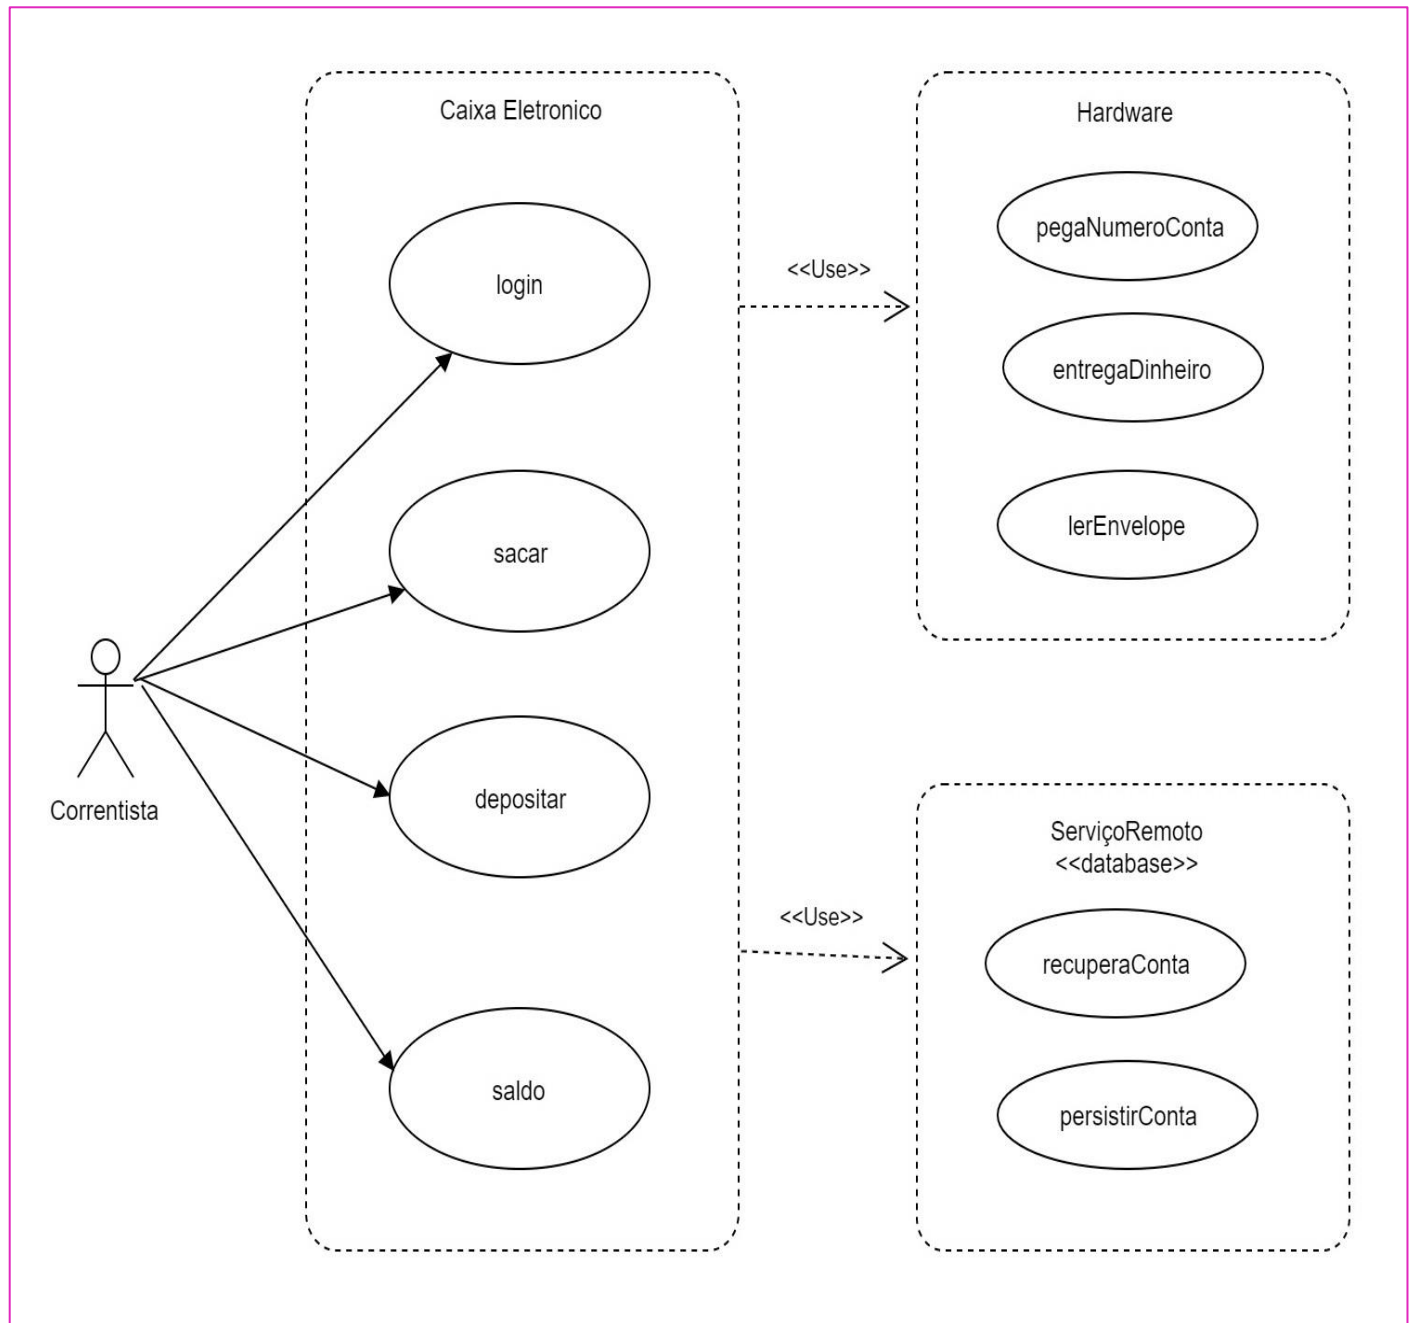 Caixa Eletronico
login
sacar
depositar
saldo
Correntista
<<Use>>
<<Use>>
Hardware
pegaNumeroConta
entregaDinheiro
lerEnvelope
ServiçoRemoto
<<database>>
recuperaConta
persistirConta